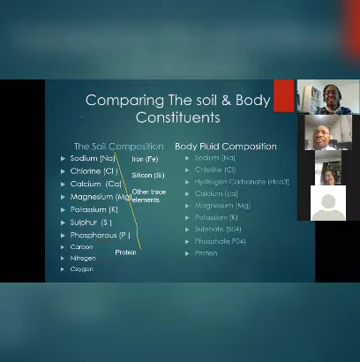 Comparing The soil & Body
Constituents
The Soil Composition
Sodium (Na)
Chlorine (Cl )
Calcium (Ca)
Magnesium (Mg)
Potassium (K)
Sulphur (S )
Phosphorous (P )
Carbon
Nitrogen
Oxygen
Iron (Fe)
Silicon (Si)
Other trace
elements
Protein
Body Fluid Composition
Sodium (Na)
Chlorine (Cl)
Hydrogen Carbonate (Hco3)
Calcium (ca)
Magnesium (Mg)
Potassium (K)
Sulphate (S04)
Phosphate P04)
Protein